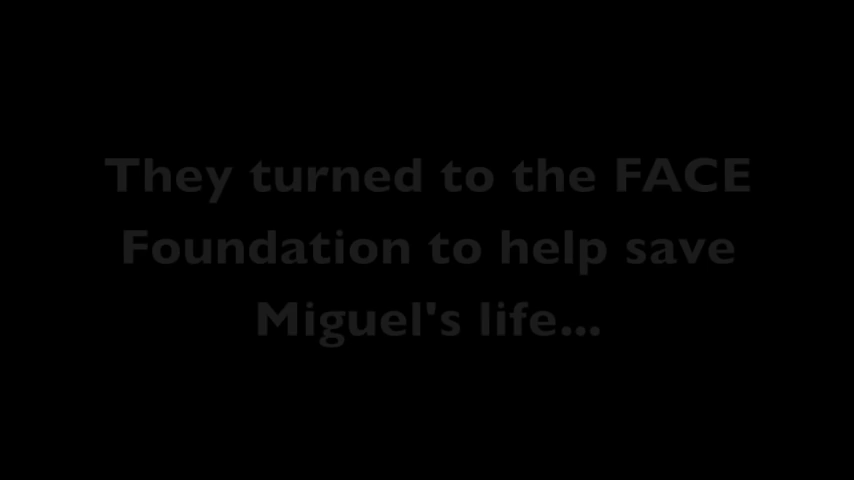 They turned to the FACE
Foundation to help save
Miguel's life...